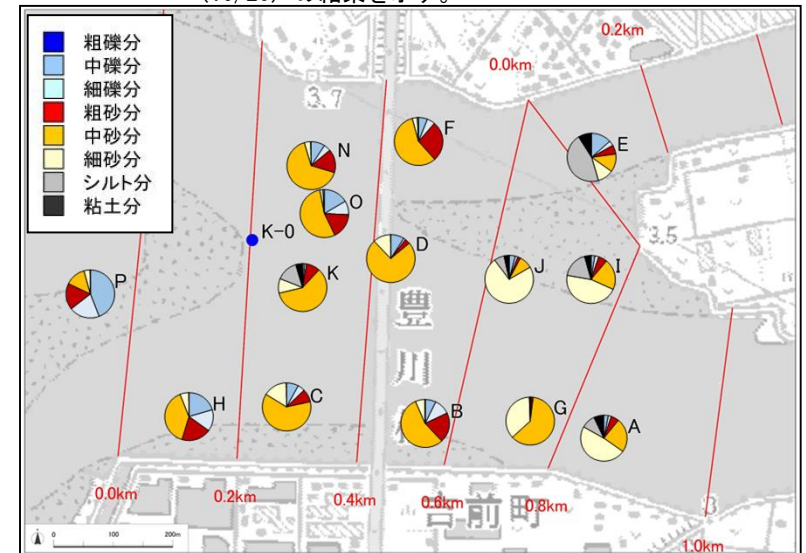 粗礫分
中礫分
細礫分
粗砂分
中砂分
細砂分
シルト分
粘土分
0.2km
0.0km
3.7
F
N
E
O
K-0
D
3.5
K
J
I
P
豊
川
C
H
B
G
A
0.0km
0.2km
0.4km
0.6km
0.8km
前町
1.0km
0
100
200m